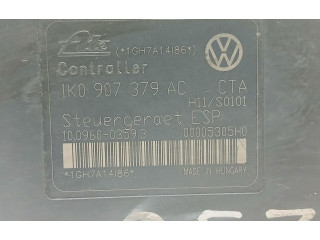 Ate (*1GH7A14I86*)
Controller
1K0 907 379 AC CTA
H11/S0101
Steuergeraet ESP
10.0960-0359.3 00005305H0
*1GH7A14I86* MADE IN HUNGARY